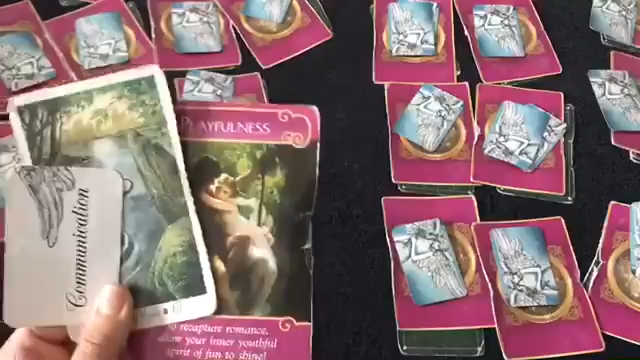 PLAYFULNESS
Communication
to recapture romance,
allow your inner youthful
spirit of fun to shine!